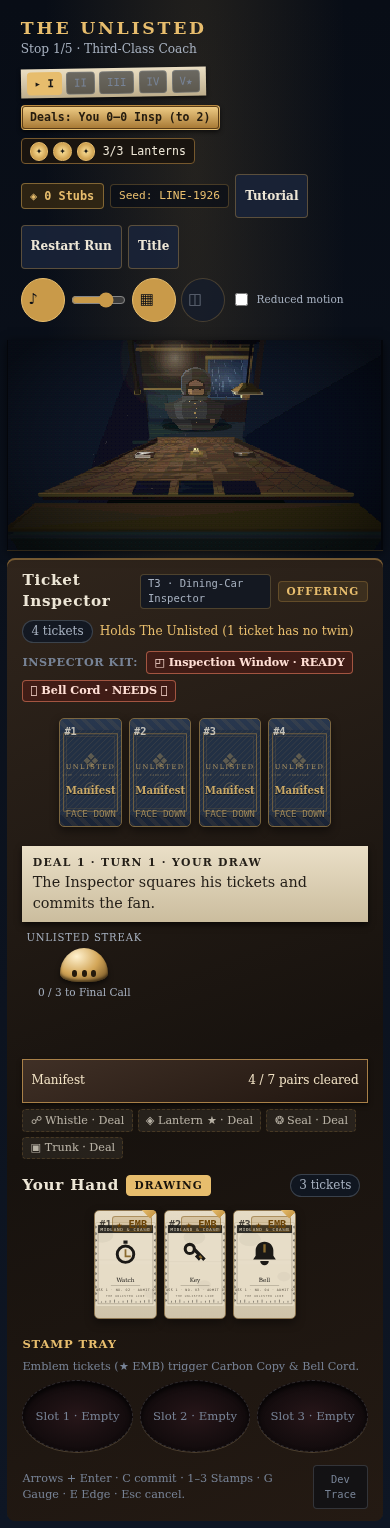 THE UNLISTED
Stop 1/5 · Third-Class Coach
▸ I II III IV V★
Deals: You 0—0 Insp (to 2)
3/3 Lanterns
◈ 0 Stubs Seed: LINE-1926 Tutorial
Restart Run Title
Reduced motion
Ticket Inspector
T3 · Dining-Car Inspector
OFFERING
4 tickets Holds The Unlisted (1 ticket has no twin)
INSPECTOR KIT: ◰ Inspection Window · READY
Bell Cord · NEEDS
#1 #2 #3 #4
UNLISTED UNLISTED UNLISTED UNLISTED
Manifest Manifest Manifest Manifest
FACE DOWN FACE DOWN FACE DOWN FACE DOWN
DEAL 1 · TURN 1 · YOUR DRAW
The Inspector squares his tickets and
commits the fan.
UNLISTED STREAK
0 / 3 to Final Call
Manifest 4 / 7 pairs cleared
☍ Whistle · Deal ◈ Lantern ★ · Deal ❂ Seal · Deal
▣ Trunk · Deal
Your Hand DRAWING 3 tickets
#1 ★ EMB #2 ★ EMB #3 ★ EMB
Watch Key Bell
STAMP TRAY
Emblem tickets (★ EMB) trigger Carbon Copy & Bell Cord.
Slot 1 · Empty Slot 2 · Empty Slot 3 · Empty
Arrows + Enter · C commit · 1–3 Stamps · G
Gauge · E Edge · Esc cancel.
Dev
Trace